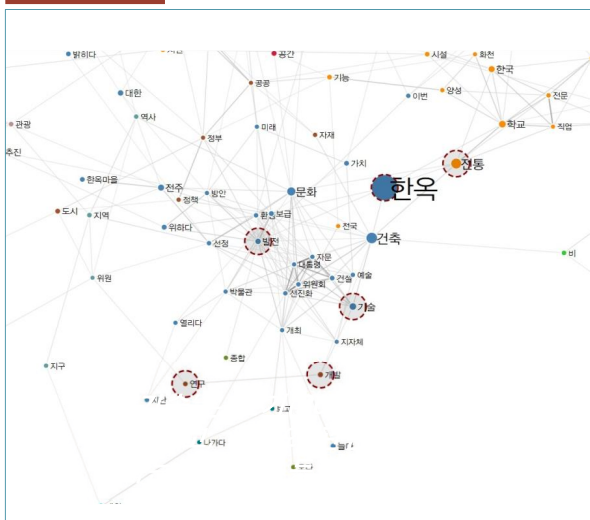 밝히다
공간
시설
화천
한국
공공
기능
대한
이번
양성
전문
역사
관광
미래
자재
학교
직업
정부
추진
가치
전통
한옥마을
전주
정책
방안
문화
한옥
도시
지역
보급
위하다
전국
발전
선정
건축
자문
비
대통령
위원
건설
예술
위원회
박물관
선진화
기술
열리다
개최
지자체
종합
지구
연구
개발
나가다